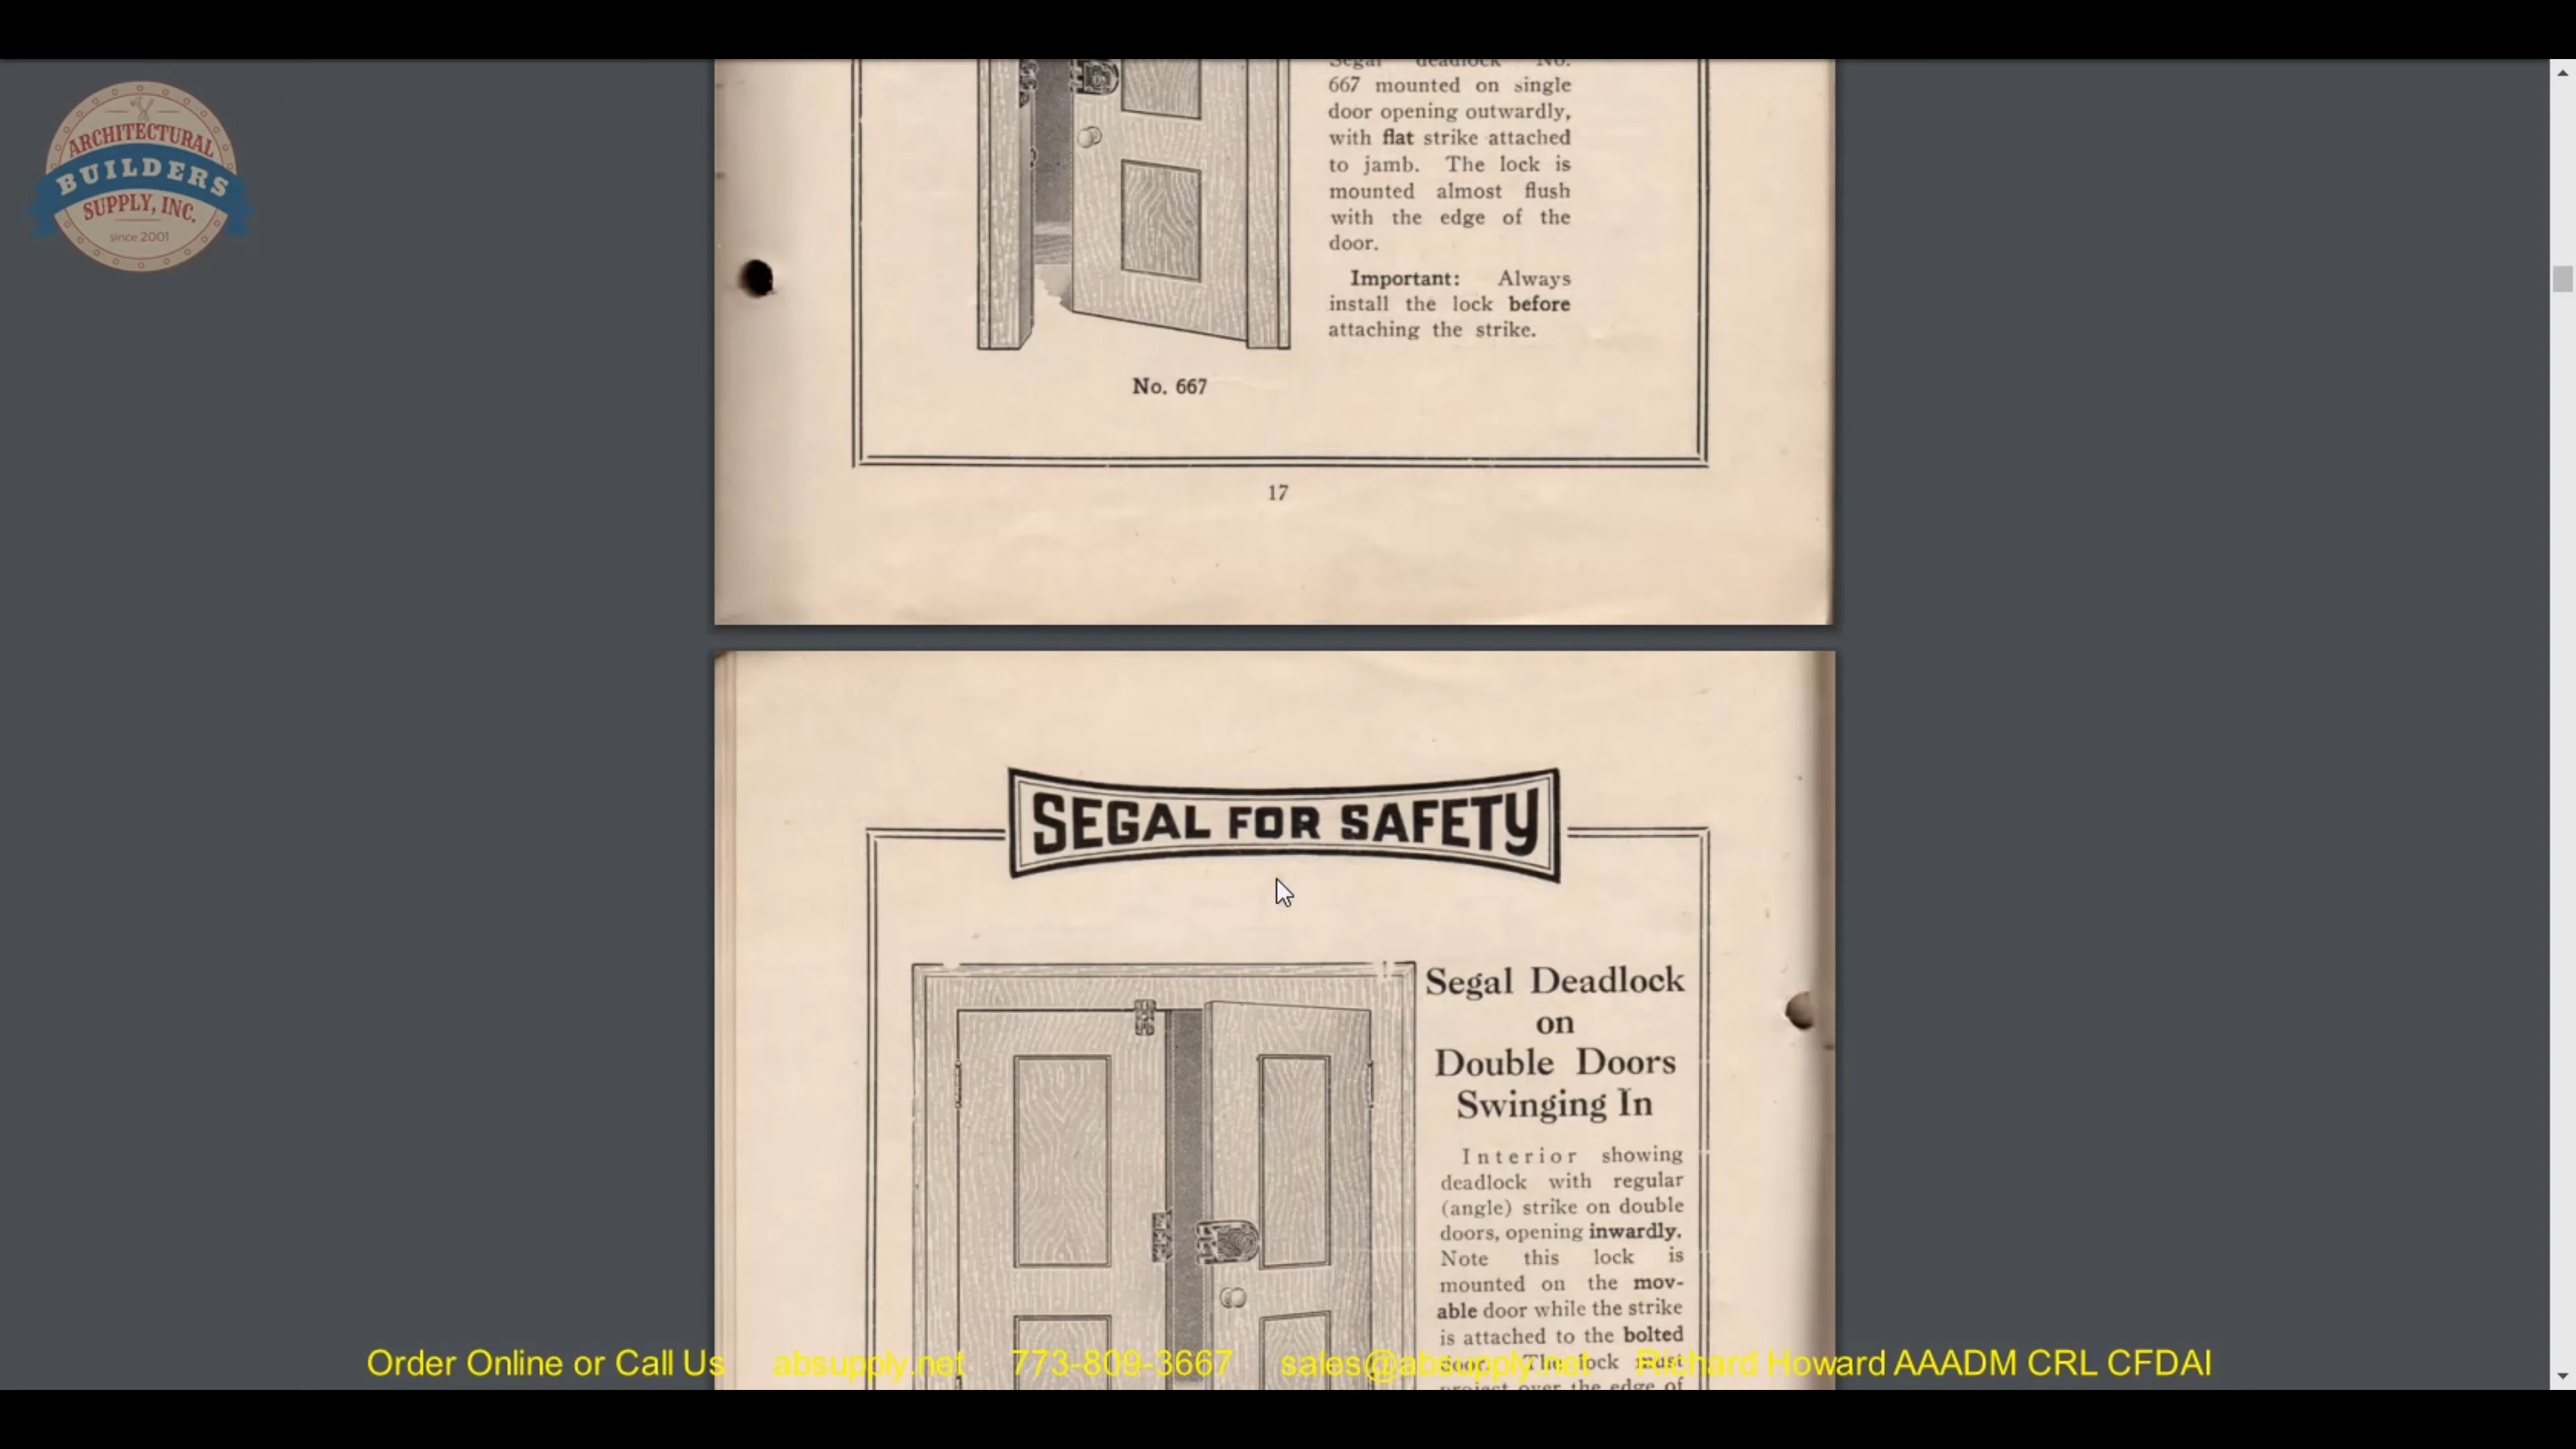 ARCHITECTURAL
BUILDERS
SUPPLY, INC.
since 2001
Segal deadlock No.
667 mounted on single
door opening outwardly,
with flat strike attached
to jamb. The lock is
mounted almost flush
with the edge of the
door.
Important: Always
install the lock before
attaching the strike.
No. 667
17
SEGAL FOR SAFETY
Segal Deadlock
on
Double Doors
Swinging In
Interior showing
deadlock with regular
(angle) strike on double
doors, opening inwardly.
Note this lock is
mounted on the mov-
able door while the strike
is attached to the bolted
door. The lock must
project over the edge of
Order Online or Call Us absupply.net 773-809-3667 sales@absupply.net Richard Howard AAADM CRL CFDAI